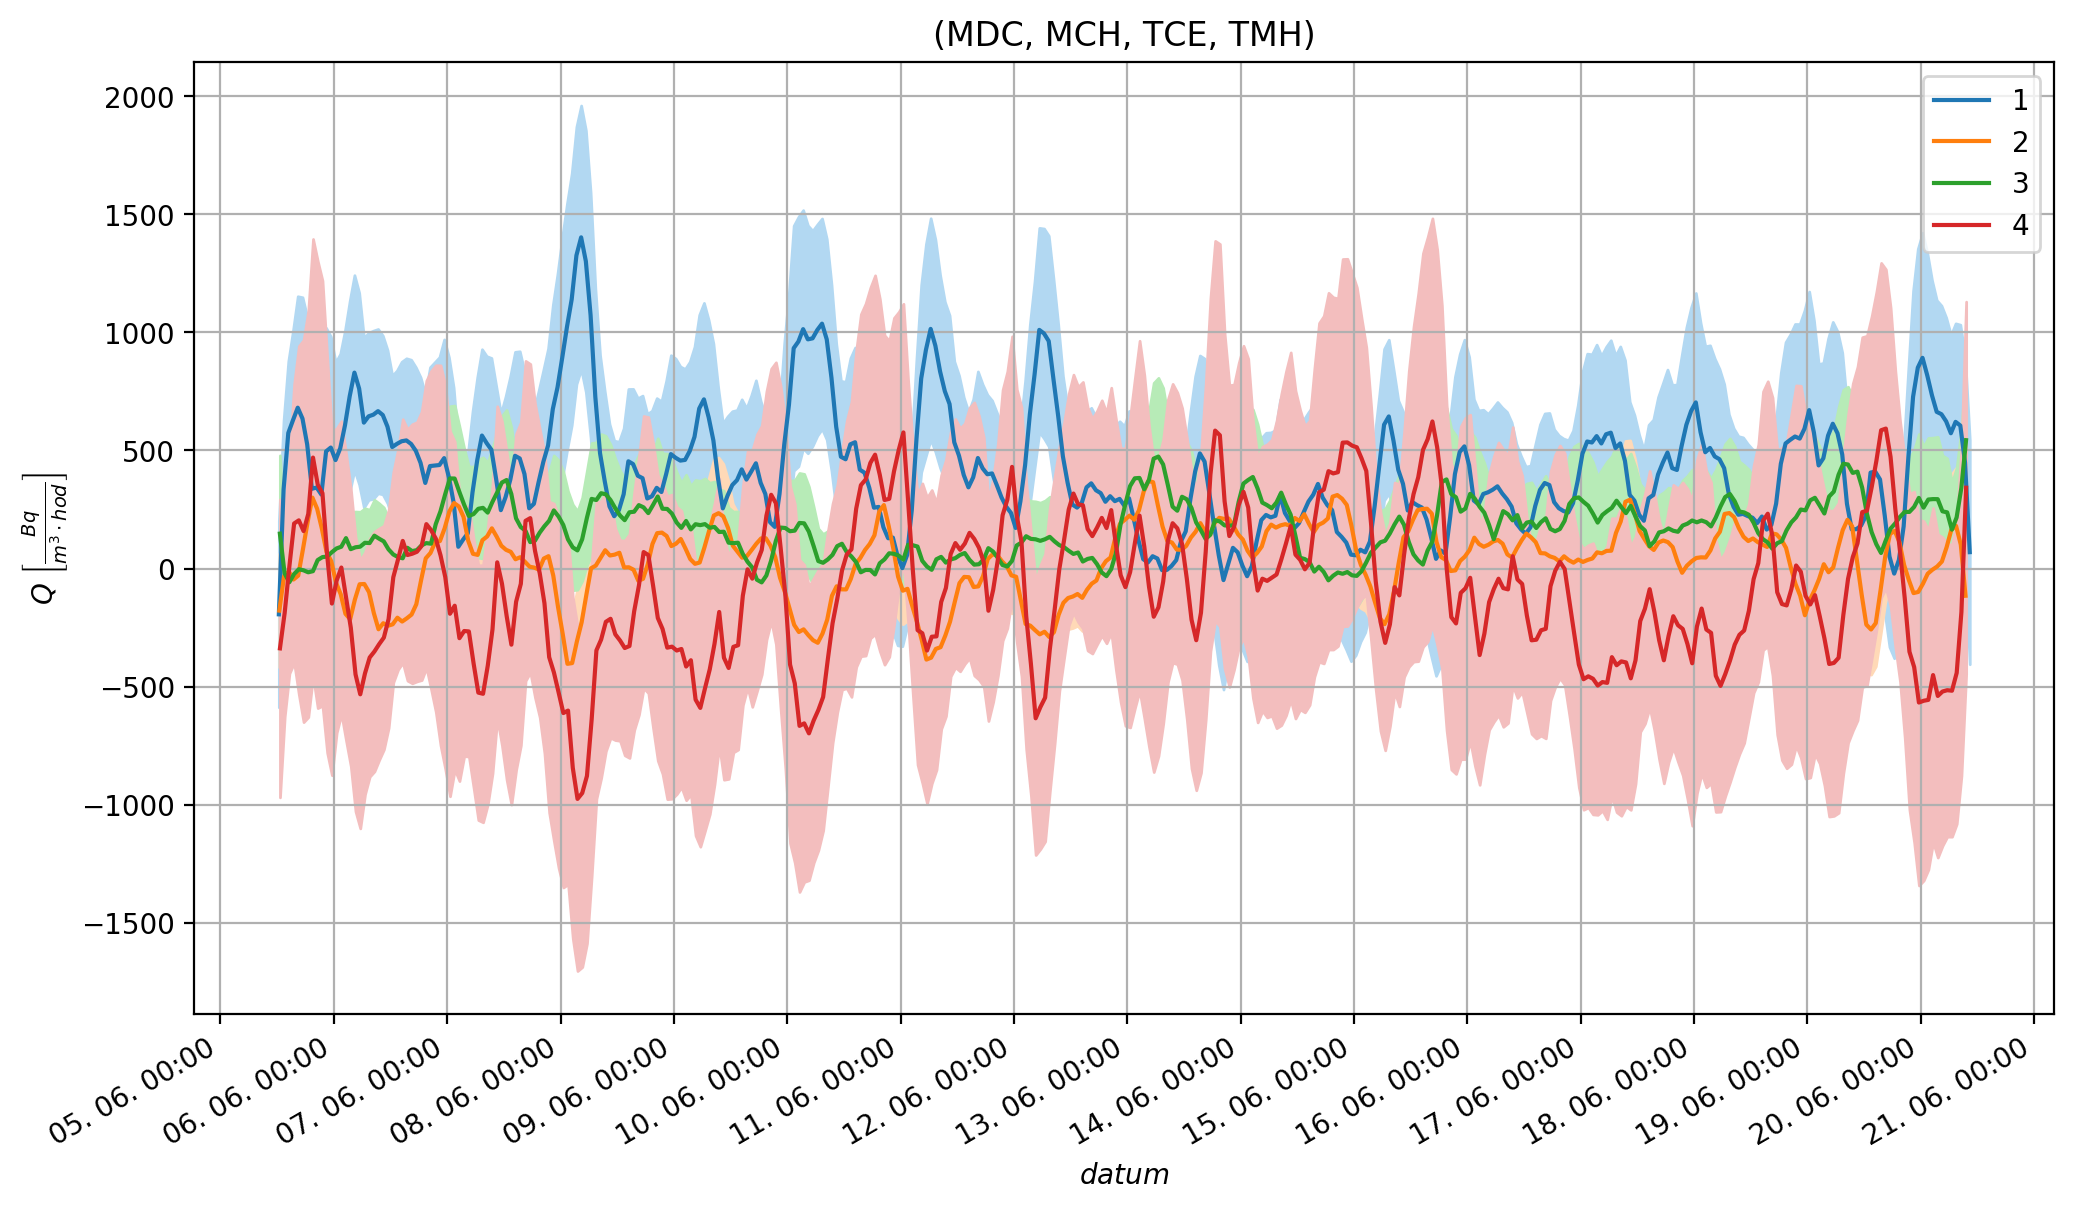 (MDC, MCH, TCE, TMH)
2000
1500
1000
500
0
−500
−1000
−1500
Q [Bq / m³ · hod]
1
2
3
4
05. 06. 00:00
06. 06. 00:00
07. 06. 00:00
08. 06. 00:00
09. 06. 00:00
10. 06. 00:00
11. 06. 00:00
12. 06. 00:00
13. 06. 00:00
14. 06. 00:00
15. 06. 00:00
16. 06. 00:00
17. 06. 00:00
18. 06. 00:00
19. 06. 00:00
20. 06. 00:00
21. 06. 00:00
datum